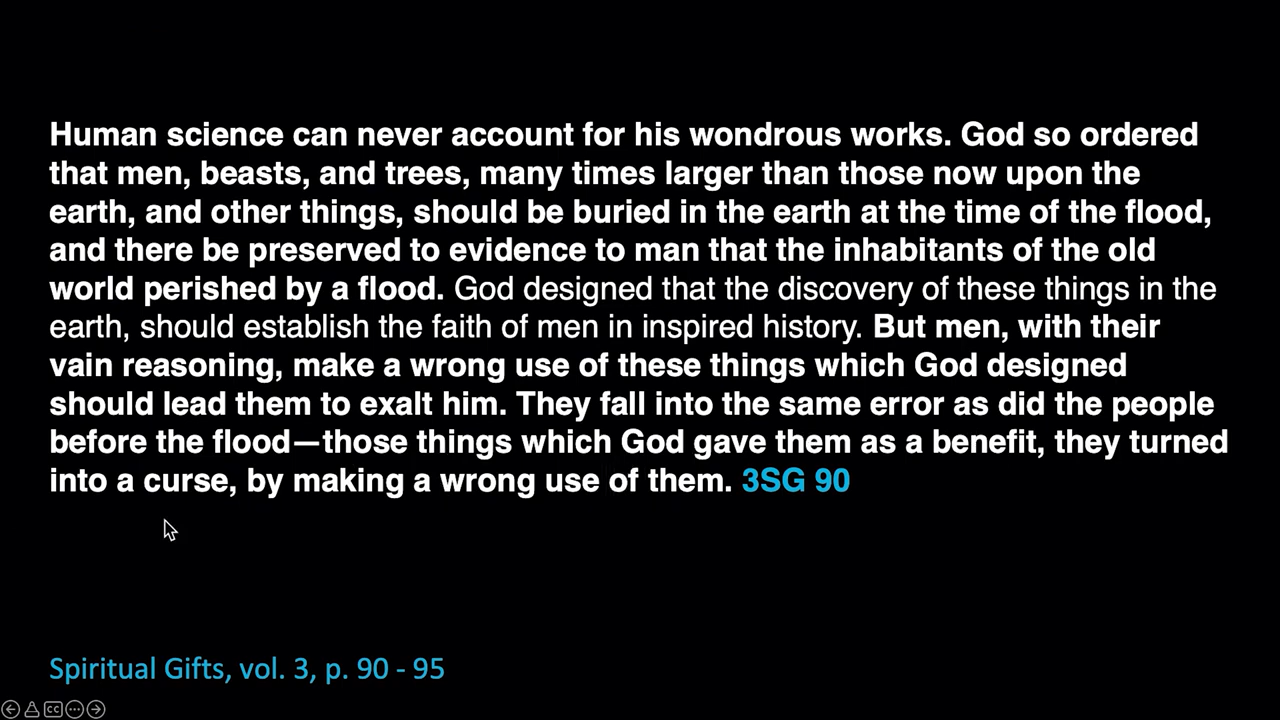 Human science can never account for his wondrous works. God so ordered
that men, beasts, and trees, many times larger than those now upon the
earth, and other things, should be buried in the earth at the time of the flood,
and there be preserved to evidence to man that the inhabitants of the old
world perished by a flood. God designed that the discovery of these things in the
earth, should establish the faith of men in inspired history. But men, with their
vain reasoning, make a wrong use of these things which God designed
should lead them to exalt him. They fall into the same error as did the people
before the flood—those things which God gave them as a benefit, they turned
into a curse, by making a wrong use of them. 3SG 90
Spiritual Gifts, vol. 3, p. 90 - 95
CC